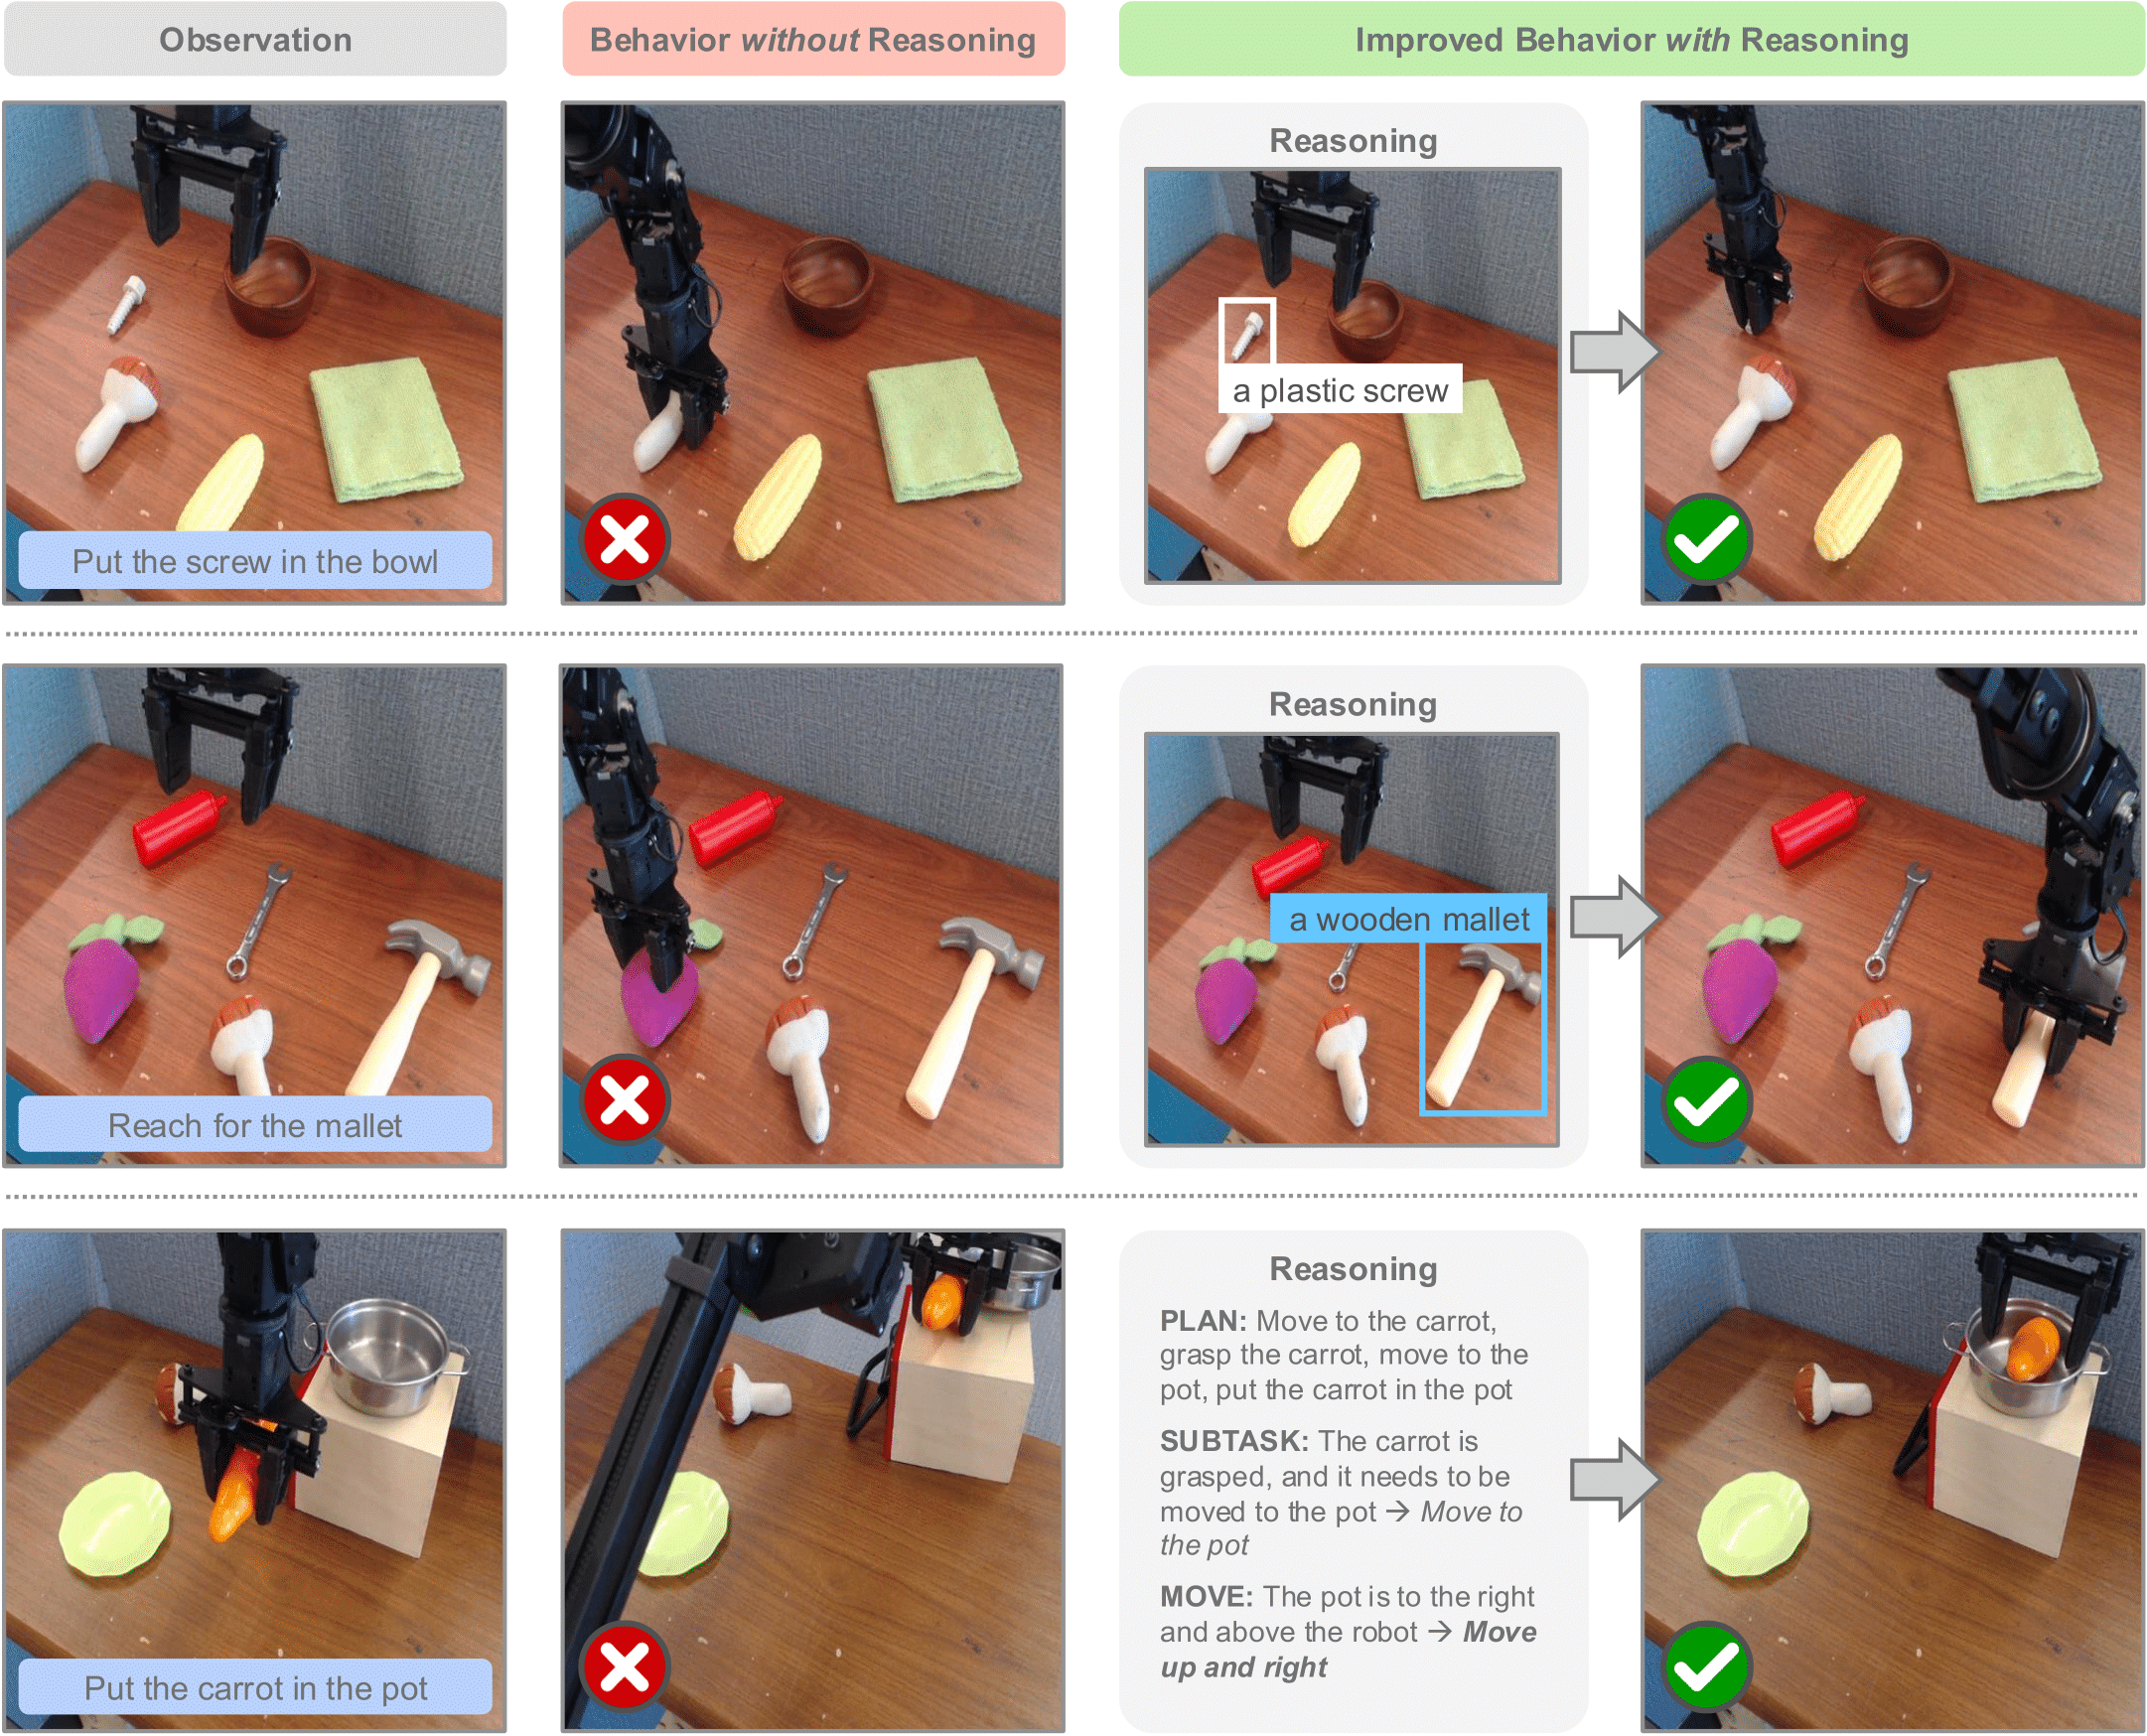 Observation
Behavior without Reasoning
Improved Behavior with Reasoning
Put the screw in the bowl
Reasoning
a plastic screw
Reach for the mallet
Reasoning
a wooden mallet
Put the carrot in the pot
Reasoning
PLAN: Move to the carrot,
grasp the carrot, move to the
pot, put the carrot in the pot
SUBTASK: The carrot is
grasped, and it needs to be
moved to the pot → Move to
the pot
MOVE: The pot is to the right
and above the robot → Move
up and right